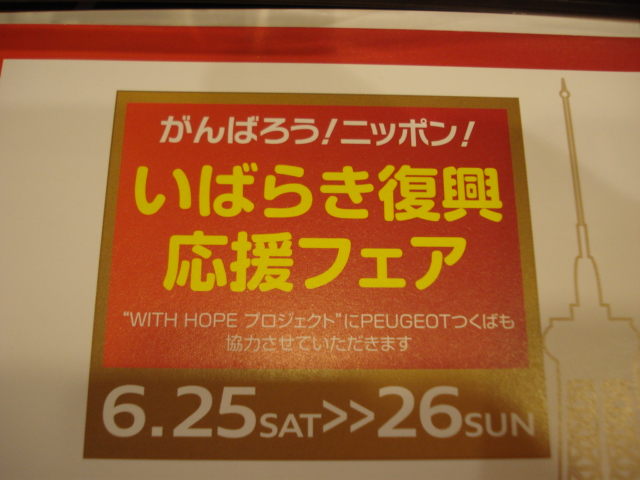 がんばろう!ニッポン!
いばらき復興
応援フェア
"WITH HOPE プロジェクト"にPEUGEOTつくばも
協力させていただきます
6.25SAT>>26SUN